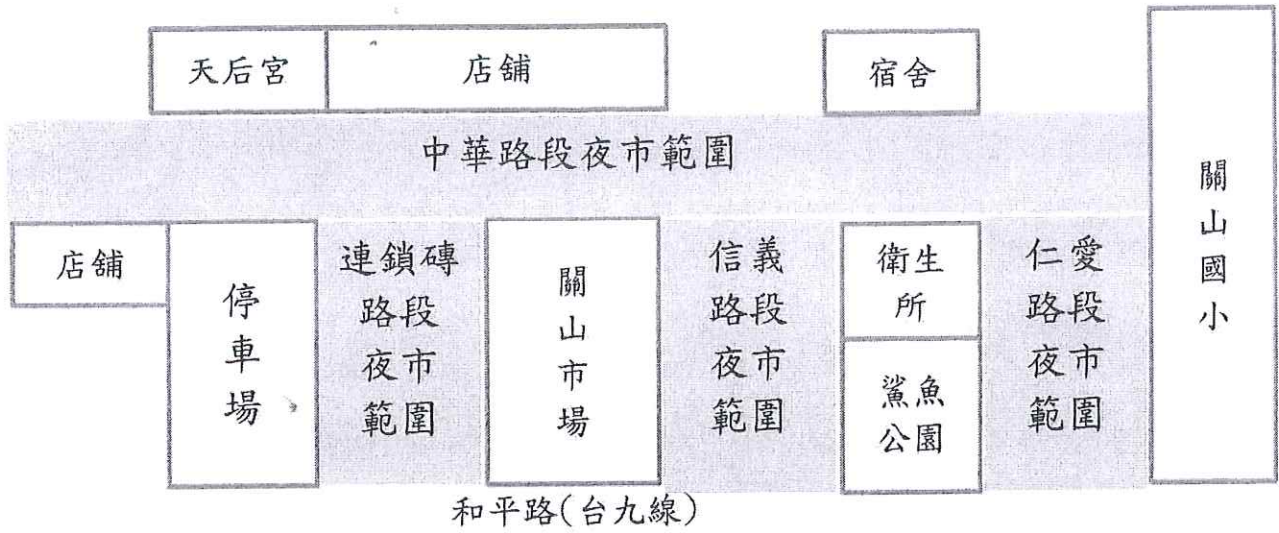 天后宮
店舖
宿舍
中華路段夜市範圍
店舖
停車場
連鎖磚
路段
夜市
範圍
關山市場
信義
路段
夜市
範圍
衛生
所
鯊魚
公園
仁愛
路段
夜市
範圍
關山國小
和平路(台九線)